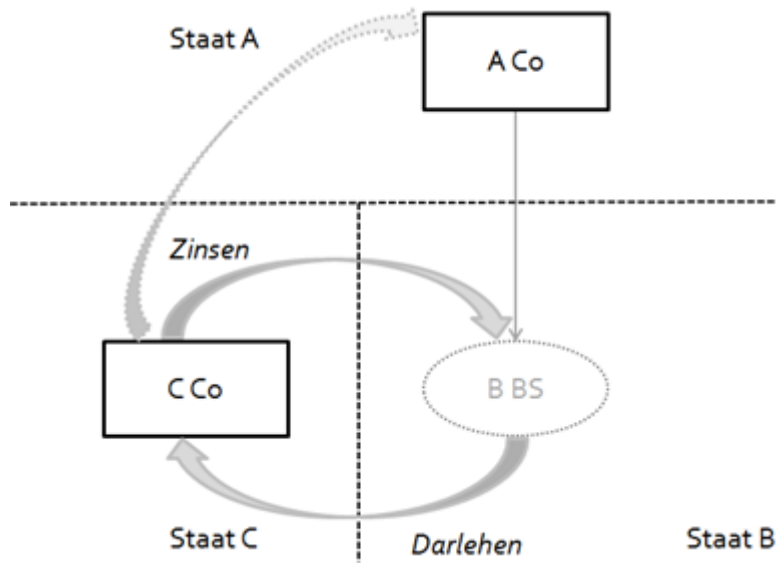 Staat A
A Co
Zinsen
C Co
B BS
Staat C
Darlehen
Staat B